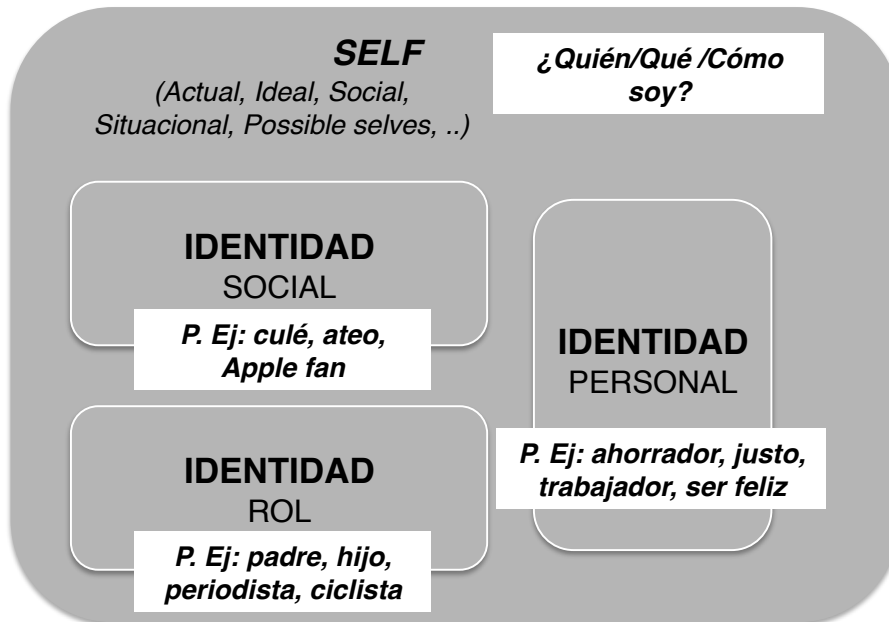 SELF
(Actual, Ideal, Social,
Situacional, Possible selves, ..)
¿Quién/Qué /Cómo
soy?
IDENTIDAD
SOCIAL
P. Ej: culé, ateo,
Apple fan
IDENTIDAD
ROL
P. Ej: padre, hijo,
periodista, ciclista
IDENTIDAD
PERSONAL
P. Ej: ahorrador, justo,
trabajador, ser feliz